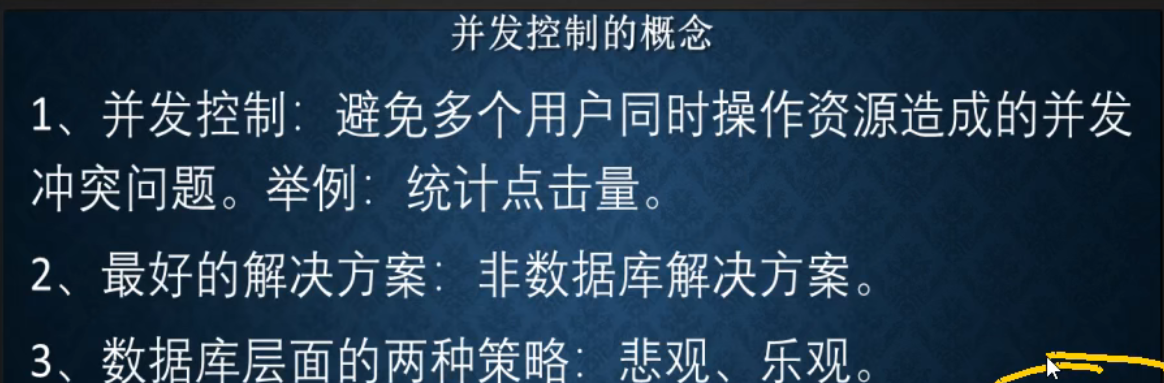 并发控制的概念
1、并发控制：避免多个用户同时操作资源造成的并发
冲突问题。举例：统计点击量。
2、最好的解决方案：非数据库解决方案。
3、数据库层面的两种策略：悲观、乐观。